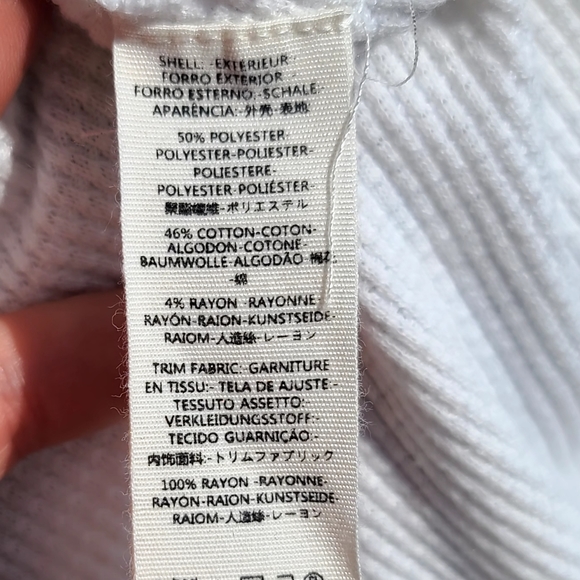 SHELL: -EXTERIEUR:
FORRO EXTERIOR
FORRO ESTERNO:-SCHALE-
APARÊNCIA:-外壳-表地
50% POLYESTER
POLYESTER-POLIESTER-
POLIESTERE-
POLYESTER-POLIÉSTER-
聚酯纖維-ポリエステル
46% COTTON-COTON-
ALGODON-COTONE-
BAUMWOLLE-ALGODÃO-棉花
-綿
4% RAYON -RAYONNE-
RAYÓN-RAION-KUNSTSEIDE-
RAIOM-人造絲-レーヨン
TRIM FABRIC: GARNITURE
EN TISSU:- TELA DE AJUSTE:-
TESSUTO ASSETTO:-
VERKLEIDUNGSSTOFF:-
TECIDO GUARNIÇÃO:-
内饰面料:-トリムファブリック
100% RAYON -RAYONNE-
RAYÓN-RAION-KUNSTSEIDE-
RAIOM-人造絲-レーヨン